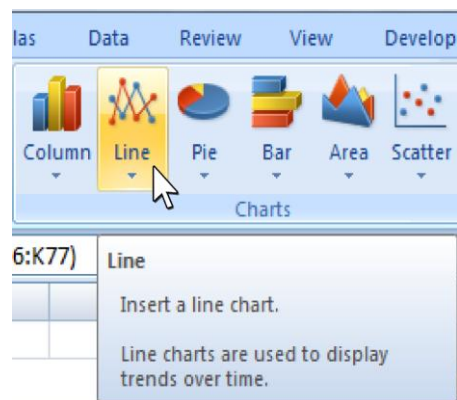 las Data Review View Develop
Column Line Pie Bar Area Scatter
Charts
6:K77)
Line
Insert a line chart.
Line charts are used to display
trends over time.